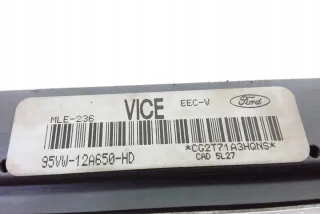 MLE-236 VICE EEC-V Ford
95VW-12A650-HD *CG2T71A3HQNS*
CAD 5L27